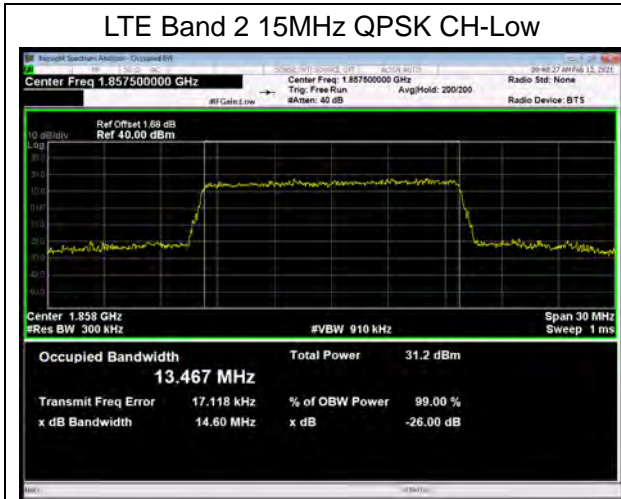 LTE Band 2 15MHz QPSK CH-Low
Keysight Spectrum Analyzer - Occupied BW
Center Freq 1.857500000 GHz
Center Freq: 1.857500000 GHz
Radio Std: None
Trig: Free Run
Avg|Hold: 200/200
#IFGain:Low
#Atten: 40 dB
Radio Device: BTS
Ref Offset 1.68 dB
10 dB/div
Ref 40.00 dBm
Log
Center 1.858 GHz
Span 30 MHz
#Res BW 300 kHz
#VBW 910 kHz
Sweep 1 ms
Occupied Bandwidth
Total Power
31.2 dBm
13.467 MHz
Transmit Freq Error
17.118 kHz
% of OBW Power
99.00 %
x dB Bandwidth
14.60 MHz
x dB
-26.00 dB